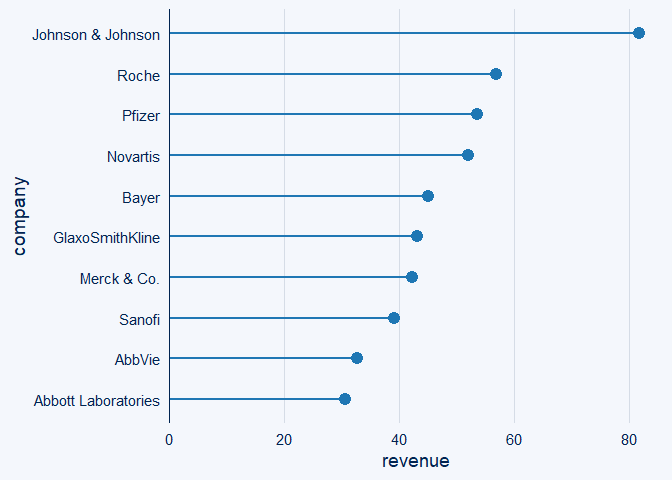 Johnson & Johnson
Roche
Pfizer
Novartis
Bayer
GlaxoSmithKline
Merck & Co.
Sanofi
AbbVie
Abbott Laboratories
company
0 20 40 60 80
revenue